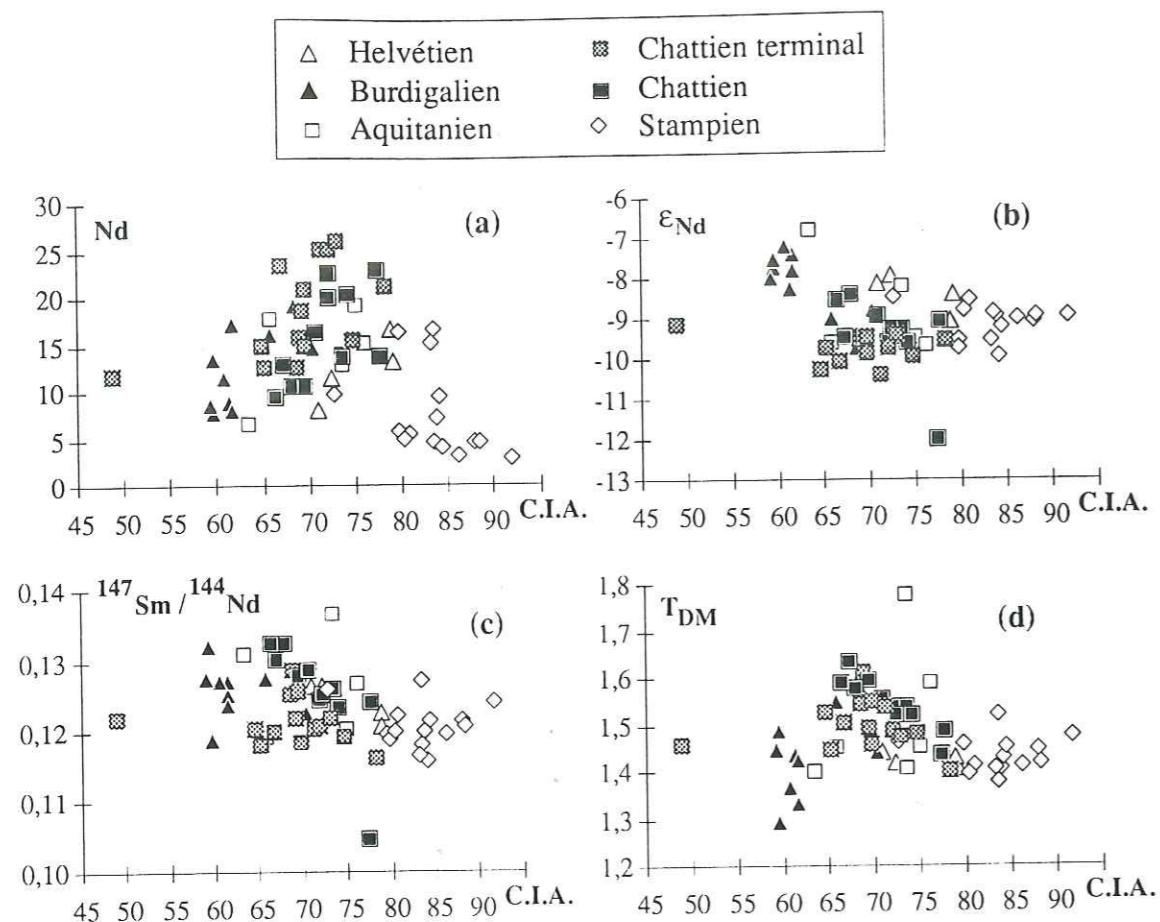 Helvétien
Chattien terminal
Burdigalien
Chattien
Aquitanien
Stampien
Nd
(a)
30
25
20
15
10
5
0
45 50 55 60 65 70 75 80 85 90 C.I.A.
εNd
(b)
-6
-7
-8
-9
-10
-11
-12
-13
45 50 55 60 65 70 75 80 85 90 C.I.A.
147Sm / 144Nd
(c)
0,14
0,13
0,12
0,11
0,10
45 50 55 60 65 70 75 80 85 90 C.I.A.
TDM
(d)
1,8
1,7
1,6
1,5
1,4
1,3
1,2
45 50 55 60 65 70 75 80 85 90 C.I.A.